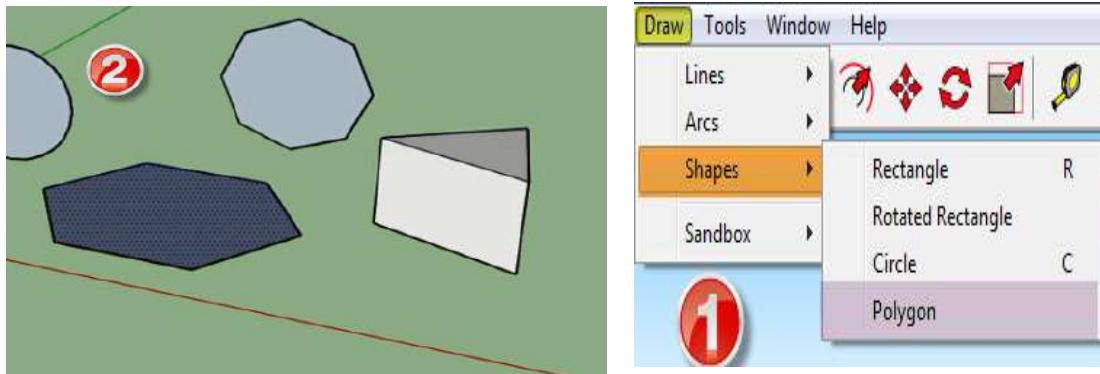 2
Draw Tools Window Help
Lines
Arcs
Shapes
Sandbox
Rectangle R
Rotated Rectangle
Circle C
Polygon
1